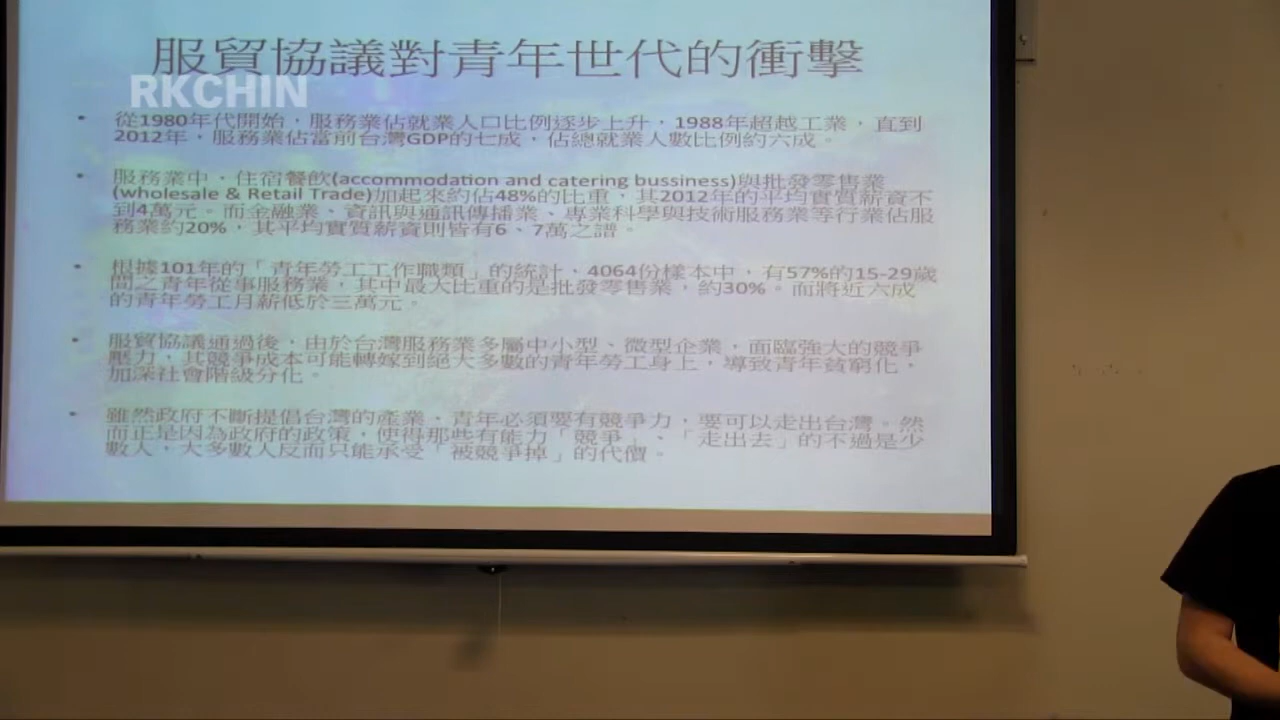 服貿協議對青年世代的衝擊
RKCHIN
• 從1980年代開始，服務業佔就業人口比例逐步上升，1988年超越工業，直到
2012年，服務業佔當前台灣GDP的七成，佔總就業人數比例約六成。
• 服務業中，住宿餐飲(accommodation and catering bussiness)與批發零售業
(wholesale & Retail Trade)加起來約佔48%的比重，其2012年的平均實質薪資不
到4萬元。而金融業、資訊與通訊傳播業、專業科學與技術服務業等行業佔服
務業約20%，其平均實質薪資則皆有6、7萬之譜。
• 根據101年的「青年勞工工作職類」的統計，4064份樣本中，有57%的15-29歲
間之青年從事服務業，其中最大比重的是批發零售業，約30%。而將近六成
的青年勞工月薪低於三萬元。
• 服貿協議通過後，由於台灣服務業多屬中小型、微型企業，面臨強大的競爭
壓力，其競爭成本可能轉嫁到絕大多數的青年勞工身上，導致青年貧窮化，
加深社會階級分化。
• 雖然政府不斷提倡台灣的產業、青年必須要有競爭力，要可以走出台灣。然
而正是因為政府的政策，使得那些有能力「競爭」、「走出去」的不過是少
數人，大多數人反而只能承受「被競爭掉」的代價。